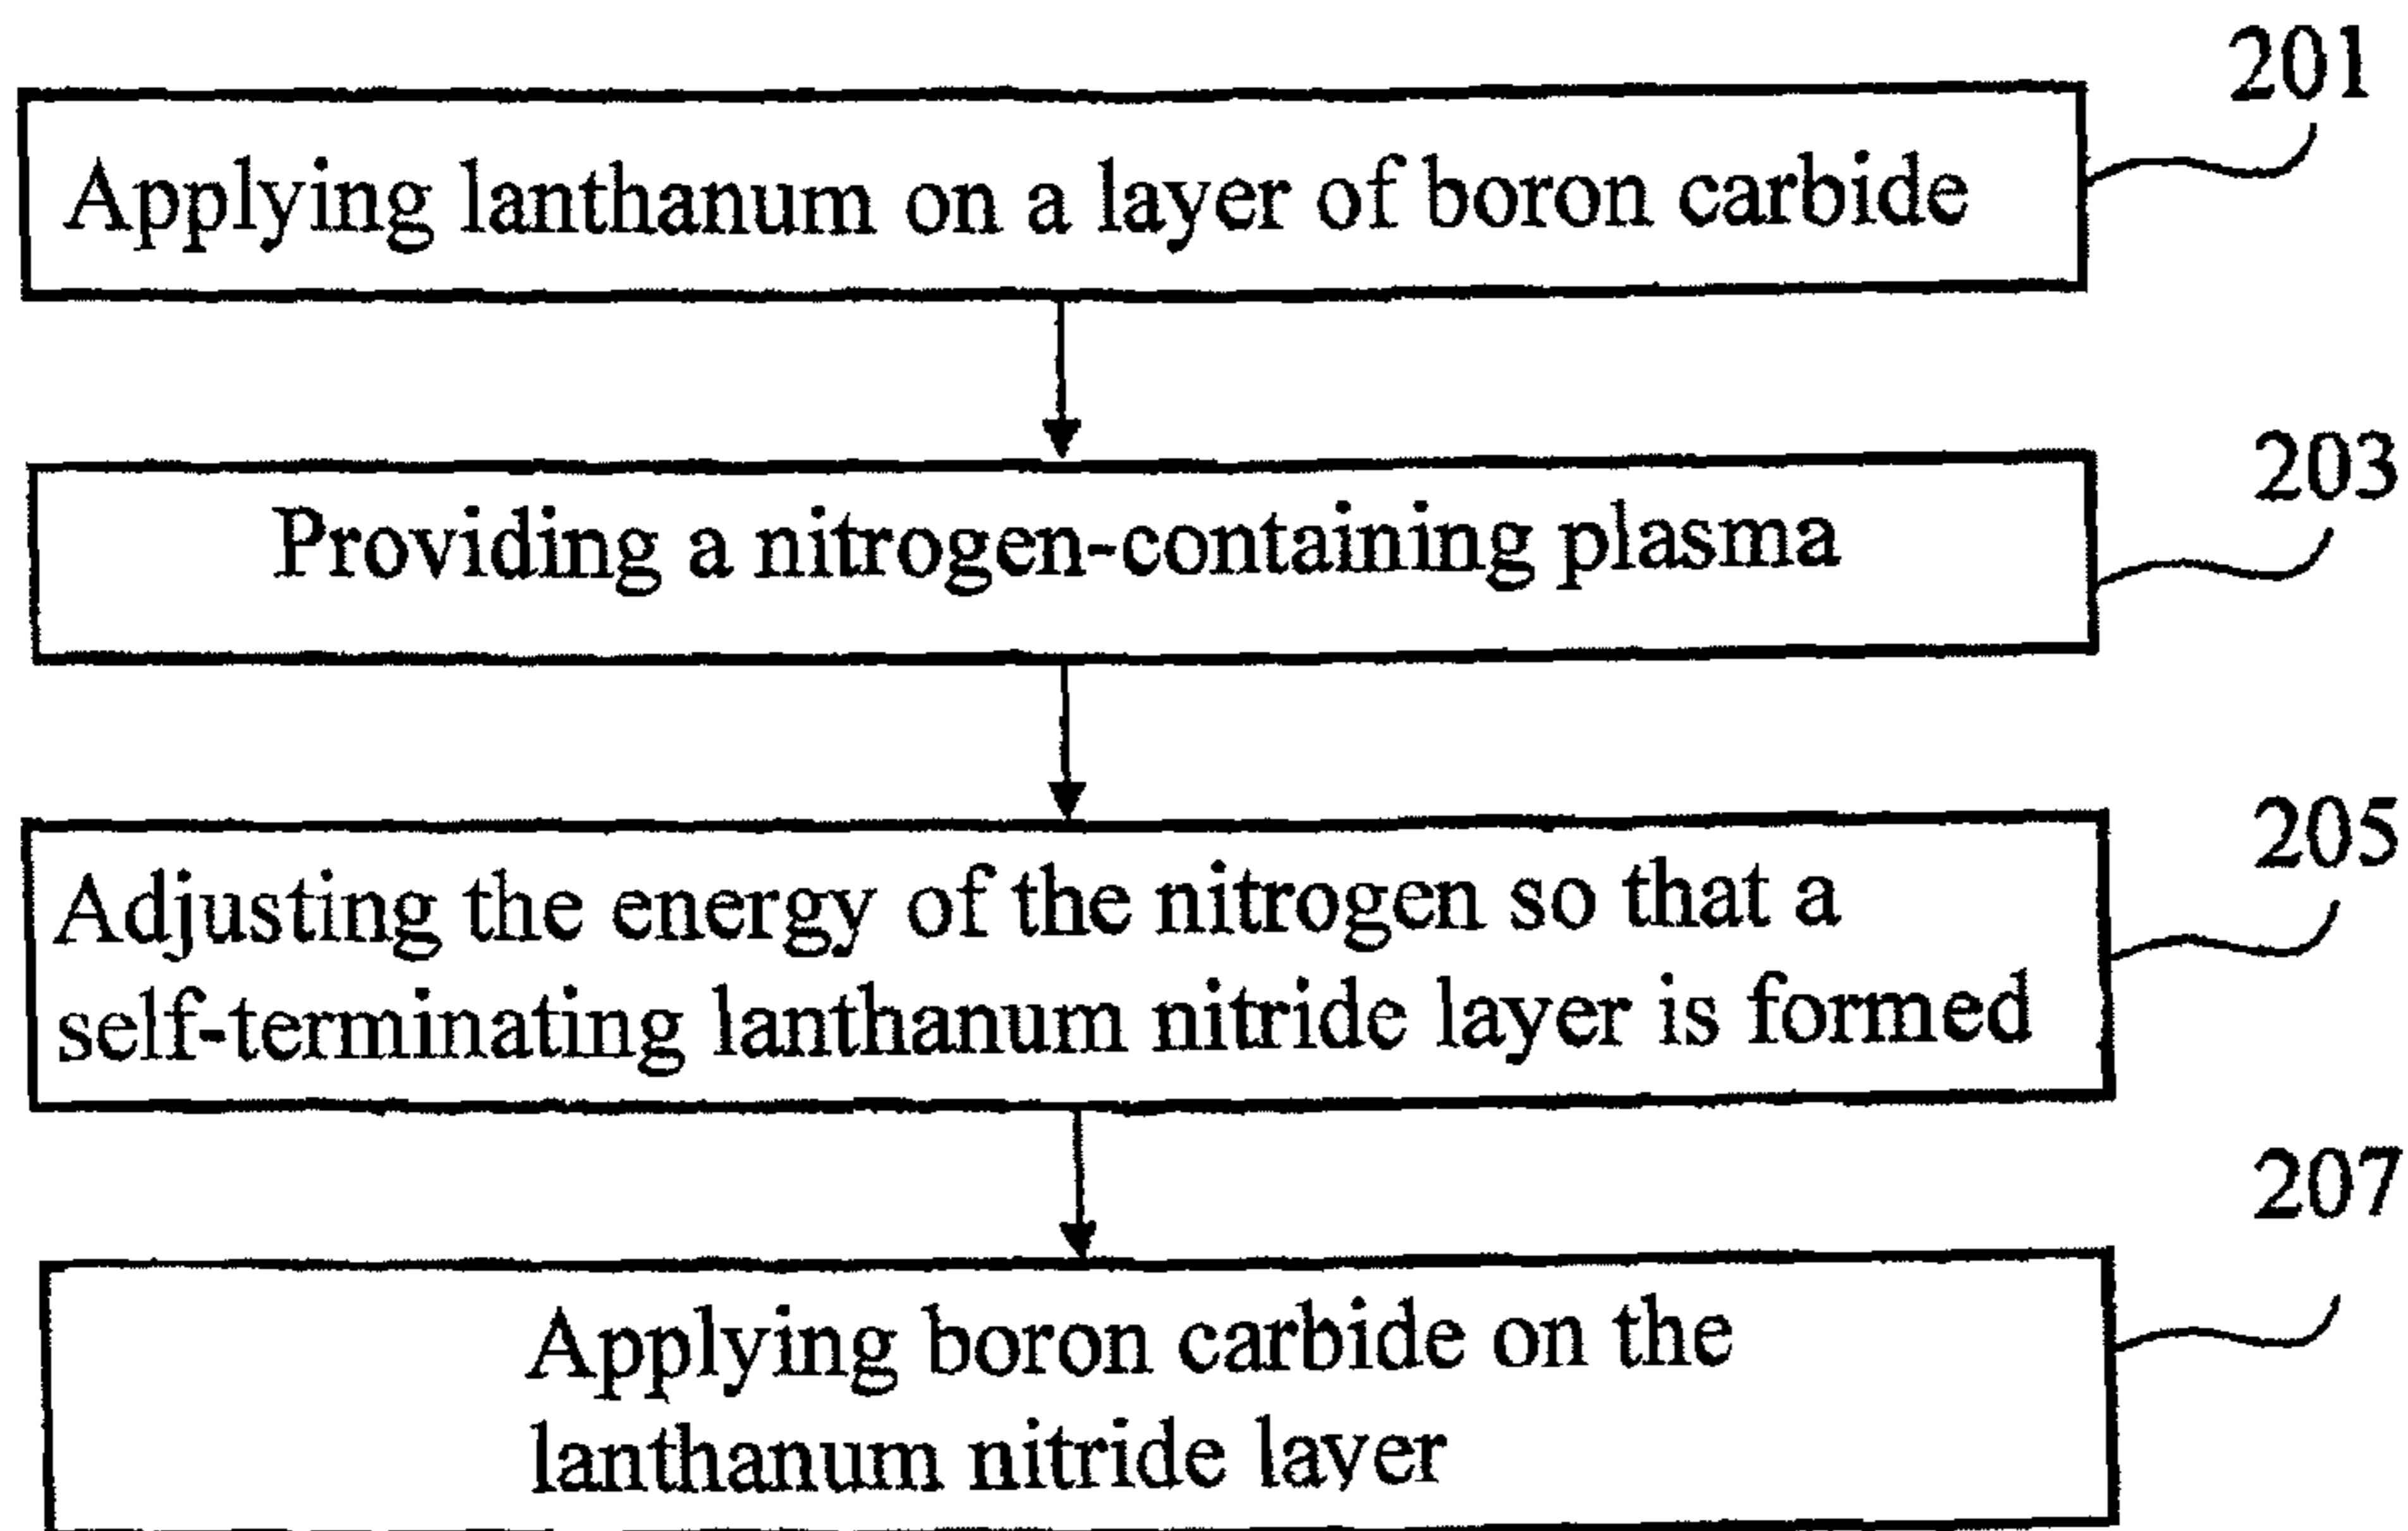 201
Applying lanthanum on a layer of boron carbide
203
Providing a nitrogen-containing plasma
205
Adjusting the energy of the nitrogen so that a
self-terminating lanthanum nitride layer is formed
207
Applying boron carbide on the
lanthanum nitride layer